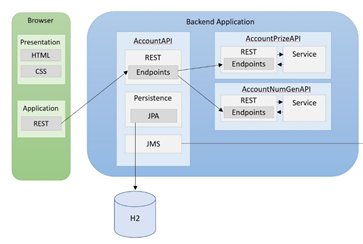 Browser
Presentation
HTML
CSS
Application
REST
Backend Application
AccountAPI
REST
Endpoints
Persistence
JPA
JMS
AccountPrizeAPI
REST
Endpoints
Service
AccountNumGenAPI
REST
Endpoints
Service
H2